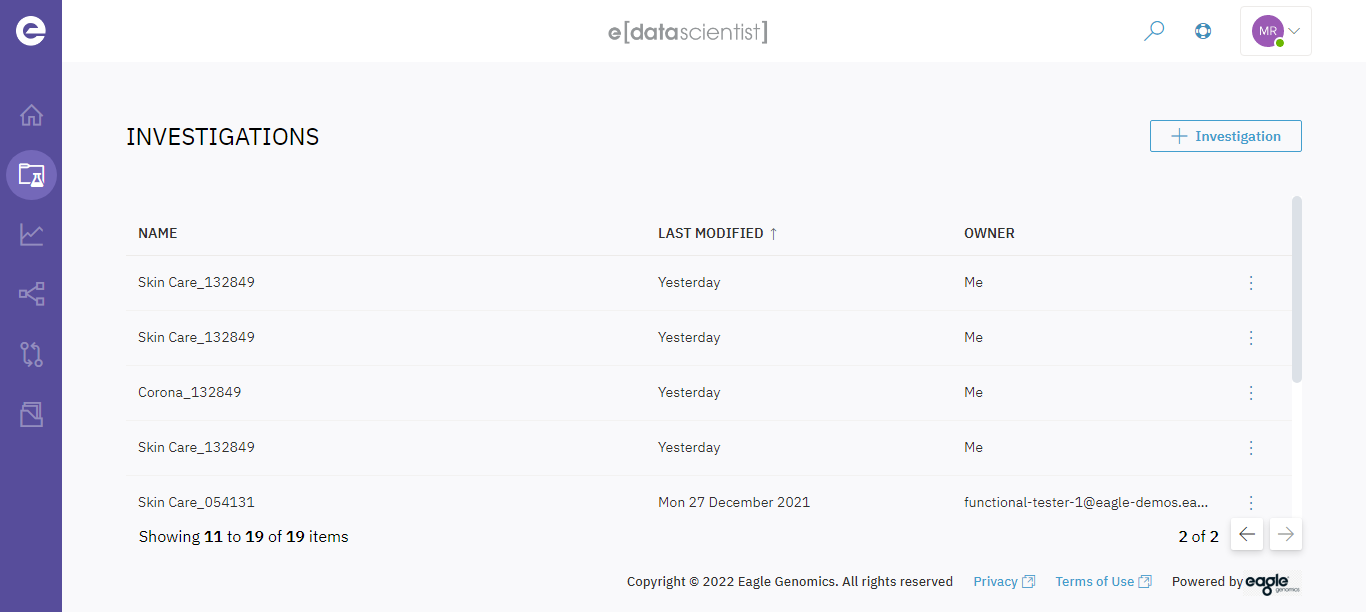 e
e[datascientist]
MR
INVESTIGATIONS
Investigation
NAME LAST MODIFIED ↑ OWNER
Skin Care_132849 Yesterday Me
Skin Care_132849 Yesterday Me
Corona_132849 Yesterday Me
Skin Care_132849 Yesterday Me
Skin Care_054131 Mon 27 December 2021 functional-tester-1@eagle-demos.ea...
Showing 11 to 19 of 19 items 2 of 2
Copyright © 2022 Eagle Genomics. All rights reserved Privacy Terms of Use Powered by eagle genomics